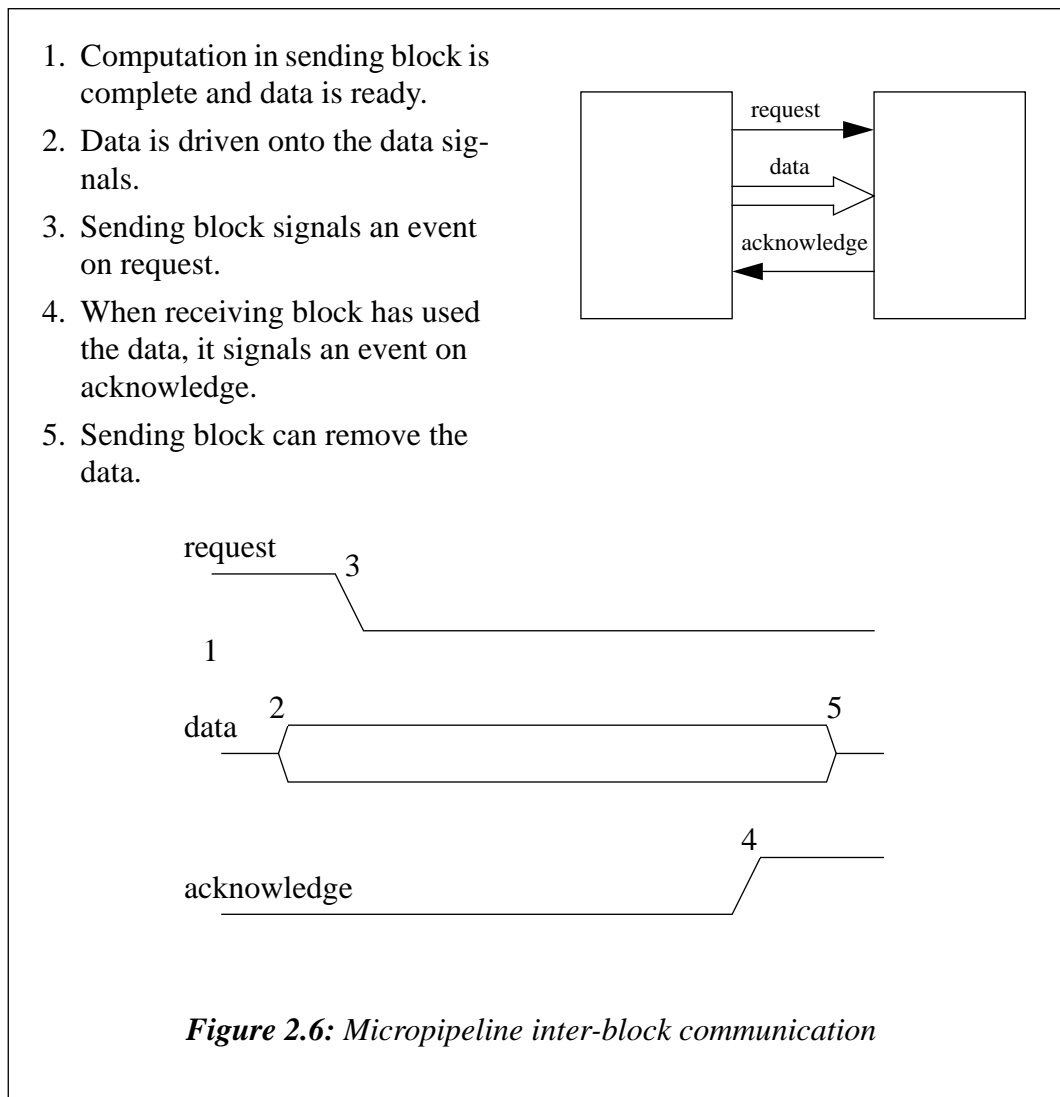 1. Computation in sending block is
complete and data is ready.
2. Data is driven onto the data sig-
nals.
3. Sending block signals an event
on request.
4. When receiving block has used
the data, it signals an event on
acknowledge.
5. Sending block can remove the
data.
request
data
acknowledge
request
3
1
2
5
data
4
acknowledge
Figure 2.6: Micropipeline inter-block communication